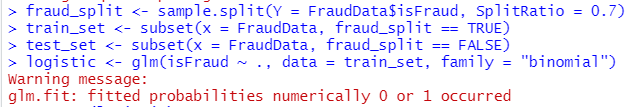 > fraud_split <- sample.split(Y = FraudData$isFraud, SplitRatio = 0.7)
> train_set <- subset(x = FraudData, fraud_split == TRUE)
> test_set <- subset(x = FraudData, fraud_split == FALSE)
> logistic <- glm(isFraud ~ ., data = train_set, family = "binomial")
Warning message:
glm.fit: fitted probabilities numerically 0 or 1 occurred